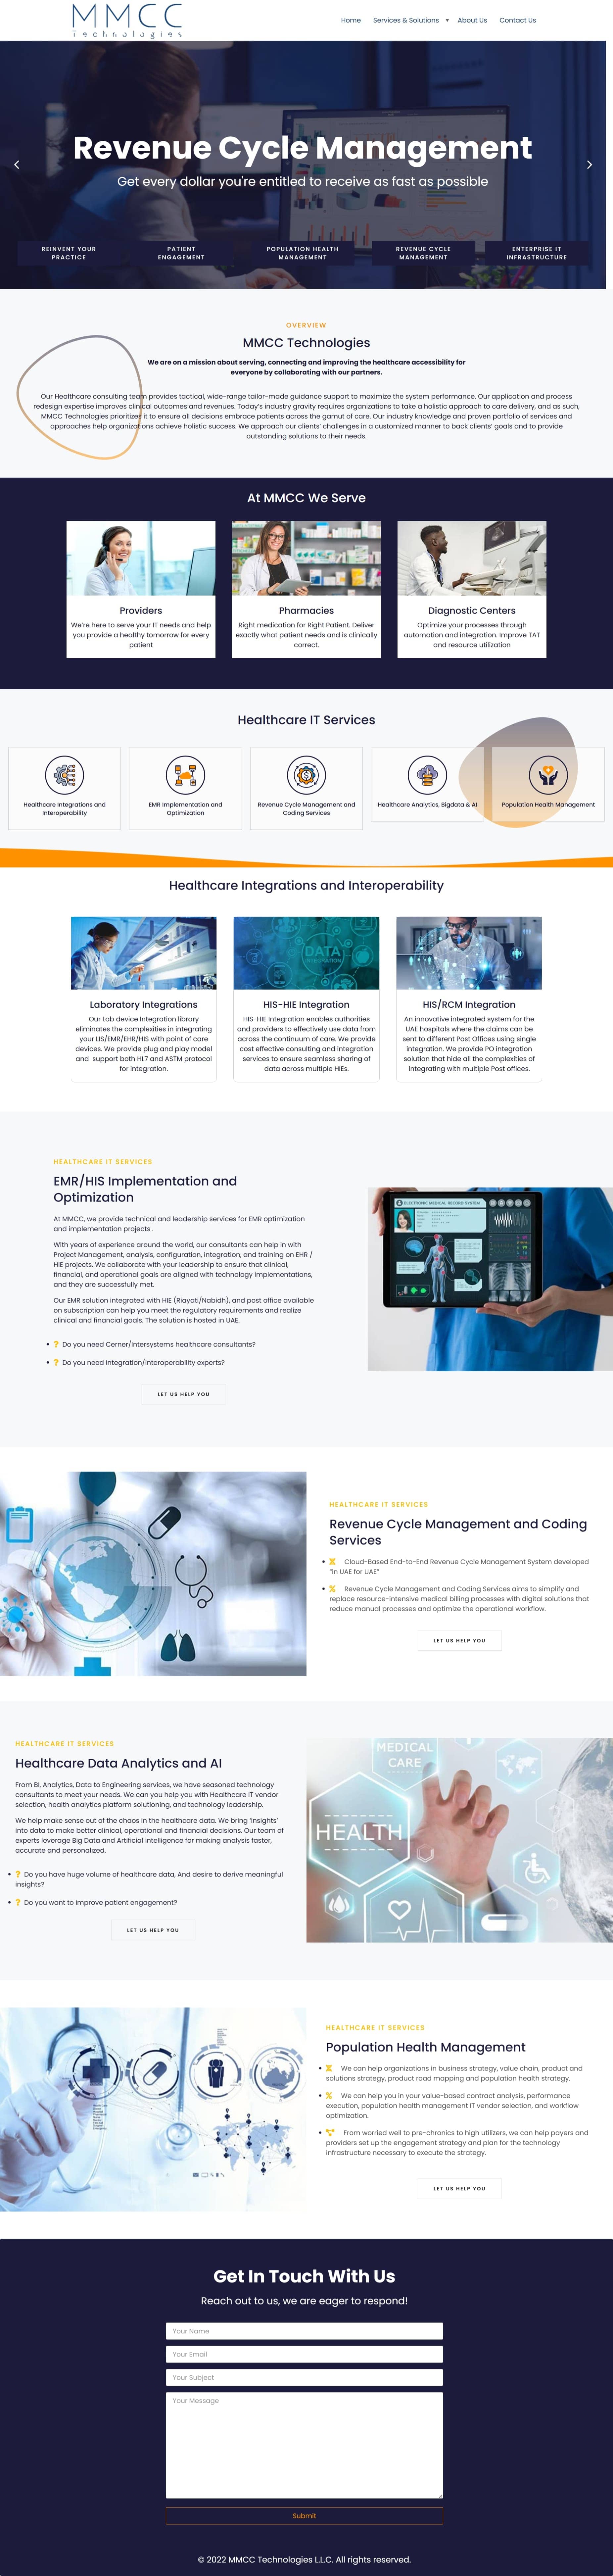 MMCC
Technologies
Home Services & Solutions ▼ About Us Contact Us
Revenue Cycle Management
Get every dollar you're entitled to receive as fast as possible
REINVENT YOUR
PRACTICE
PATIENT
ENGAGEMENT
POPULATION HEALTH
MANAGEMENT
REVENUE CYCLE
MANAGEMENT
ENTERPRISE IT
INFRASTRUCTURE
OVERVIEW
MMCC Technologies
We are on a mission about serving, connecting and improving the healthcare accessibility for
everyone by collaborating with our partners.
Our Healthcare consulting team provides tactical, wide-range tailor-made guidance support to maximize the system performance. Our application and process
redesign expertise improves clinical outcomes and revenues. Today's industry gravity requires organizations to take a holistic approach to care delivery, and as such,
MMCC Technologies prioritizes it to ensure all decisions embrace patients across the gamut of care. Our industry knowledge and proven portfolio of services and
approaches help organizations achieve holistic success. We approach our clients' challenges in a customized manner to back clients' goals and to provide
outstanding solutions to their needs.
At MMCC We Serve
Providers
We're here to serve your IT needs and help
you provide a healthy tomorrow for every
patient
Pharmacies
Right medication for Right Patient. Deliver
exactly what patient needs and is clinically
correct.
Diagnostic Centers
Optimize your processes through
automation and integration. Improve TAT
and resource utilization
Healthcare IT Services
Healthcare Integrations and
Interoperability
EMR Implementation and
Optimization
Revenue Cycle Management and
Coding Services
Healthcare Analytics, Bigdata & AI
Population Health Management
Healthcare Integrations and Interoperability
DATA
INTEGRATION
Laboratory Integrations
Our Lab device Integration library
eliminates the complexities in integrating
your LIS/EMR/EHR/HIS with point of care
devices. We provide plug and play model
and support both HL7 and ASTM protocol
for integration.
HIS-HIE Integration
HIS-HIE Integration enables authorities
and providers to effectively use data from
across the continuum of care. We provide
cost effective consulting and integration
services to ensure seamless sharing of
data across multiple HIEs.
HIS/RCM Integration
An innovative integrated system for the
UAE hospitals where the claims can be
sent to different Post Offices using single
integration. We provide PO integration
solution that hide all the complexities of
integrating with multiple Post offices.
HEALTHCARE IT SERVICES
EMR/HIS Implementation and
Optimization
At MMCC, we provide technical and leadership services for EMR optimization
and implementation projects .
With years of experience around the world, our consultants can help in with
Project Management, analysis, configuration, integration, and training on EHR /
HIE projects. We collaborate with your leadership to ensure that clinical,
financial, and operational goals are aligned with technology implementations,
and they are successfully met.
Our EMR solution integrated with HIE (Riayati/Nabidh), and post office available
on subscription can help you meet the regulatory requirements and realize
clinical and financial goals. The solution is hosted in UAE.
• ? Do you need Cerner/Intersystems healthcare consultants?
• ? Do you need Integration/Interoperability experts?
LET US HELP YOU
ELECTRONIC MEDICAL RECORD SYSTEM
HEALTHCARE IT SERVICES
Revenue Cycle Management and Coding
Services
• Cloud-Based End-to-End Revenue Cycle Management System developed
"in UAE for UAE"
• Revenue Cycle Management and Coding Services aims to simplify and
replace resource-intensive medical billing processes with digital solutions that
reduce manual processes and optimize the operational workflow.
LET US HELP YOU
HEALTHCARE IT SERVICES
Healthcare Data Analytics and AI
From BI, Analytics, Data to Engineering services, we have seasoned technology
consultants to meet your needs. We can you help you with Healthcare IT vendor
selection, health analytics platform solutioning, and technology leadership.
We help make sense out of the chaos in the healthcare data. We bring 'Insights'
into data to make better clinical, operational and financial decisions. Our team of
experts leverage Big Data and Artificial intelligence for making analysis faster,
accurate and personalized.
• ? Do you have huge volume of healthcare data, And desire to derive meaningful
insights?
• ? Do you want to improve patient engagement?
LET US HELP YOU
MEDICAL
CARE
HEALTH
HEALTHCARE IT SERVICES
Population Health Management
• We can help organizations in business strategy, value chain, product and
solutions strategy, product road mapping and population health strategy.
• We can help you in your value-based contract analysis, performance
execution, population health management IT vendor selection, and workflow
optimization.
• From worried well to pre-chronics to high utilizers, we can help payers and
providers set up the engagement strategy and plan for the technology
infrastructure necessary to execute the strategy.
LET US HELP YOU
Get In Touch With Us
Reach out to us, we are eager to respond!
Your Name
Your Email
Your Subject
Your Message
Submit
© 2022 MMCC Technologies L.L.C. All rights reserved.